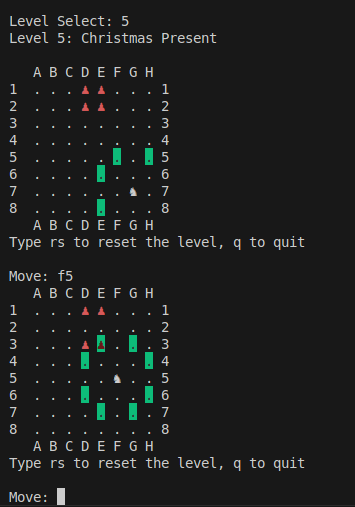 Level Select: 5
Level 5: Christmas Present
A B C D E F G H
1 . . . ♟ ♟ . . . 1
2 . . . ♟ ♟ . . . 2
3 . . . . . . . . 3
4 . . . . . . . . 4
5 . . . . . . . . 5
6 . . . . . . . . 6
7 . . . . . . ♞ . 7
8 . . . . . . . . 8
A B C D E F G H
Type rs to reset the level, q to quit
Move: f5
A B C D E F G H
1 . . . ♟ ♟ . . . 1
2 . . . . . . . . 2
3 . . . ♟ ♟ . . . 3
4 . . . . . . . . 4
5 . . . . . ♞ . . 5
6 . . . . . . . . 6
7 . . . . . . . . 7
8 . . . . . . . . 8
A B C D E F G H
Type rs to reset the level, q to quit
Move: